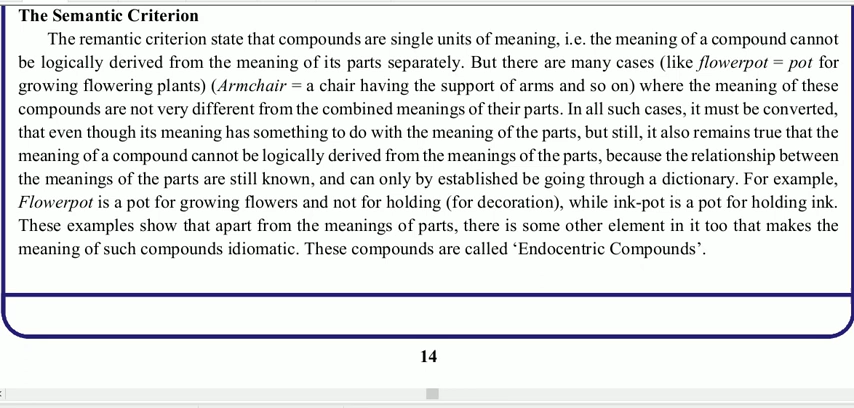 The Semantic Criterion
The remantic criterion state that compounds are single units of meaning, i.e. the meaning of a compound cannot
be logically derived from the meaning of its parts separately. But there are many cases (like flowerpot = pot for
growing flowering plants) (Armchair = a chair having the support of arms and so on) where the meaning of these
compounds are not very different from the combined meanings of their parts. In all such cases, it must be converted,
that even though its meaning has something to do with the meaning of the parts, but still, it also remains true that the
meaning of a compound cannot be logically derived from the meanings of the parts, because the relationship between
the meanings of the parts are still known, and can only by established be going through a dictionary. For example,
Flowerpot is a pot for growing flowers and not for holding (for decoration), while ink-pot is a pot for holding ink.
These examples show that apart from the meanings of parts, there is some other element in it too that makes the
meaning of such compounds idiomatic. These compounds are called ‘Endocentric Compounds’.
14